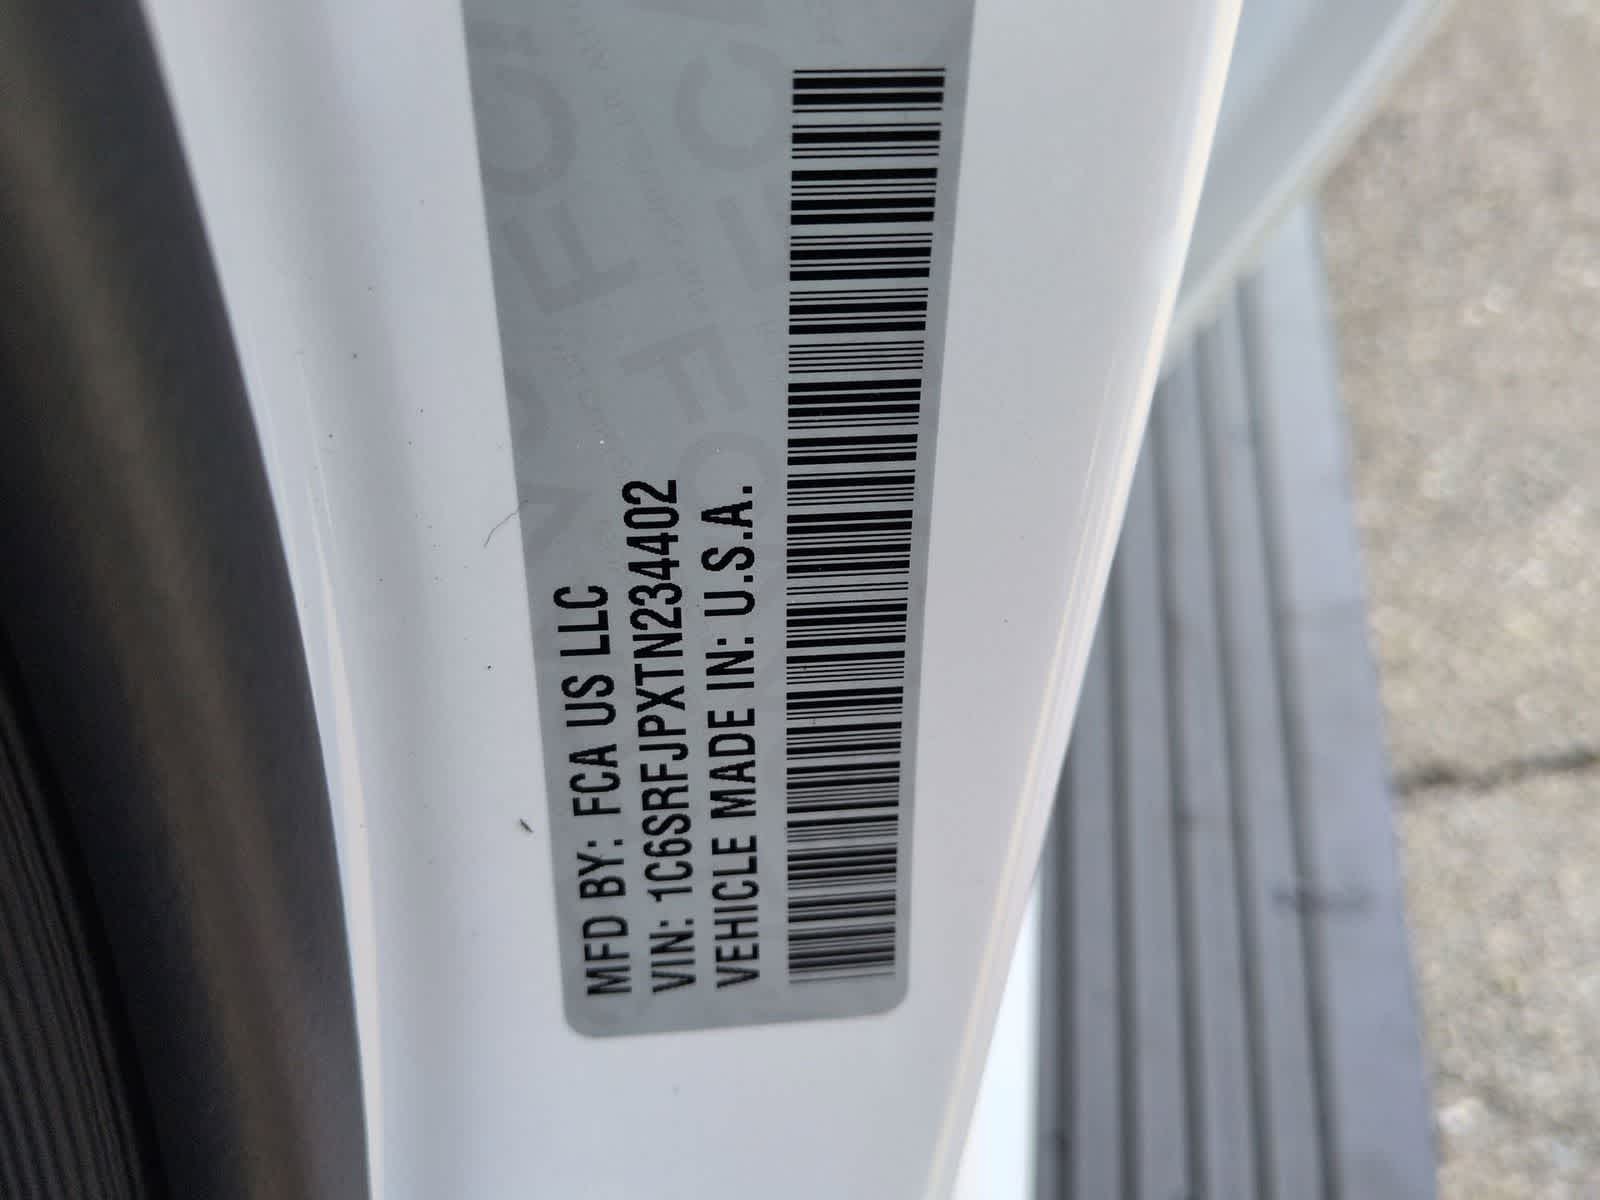 MFD BY: FCA US LLC
VIN: 1C6SRFJPXTN234402
VEHICLE MADE IN: U.S.A.